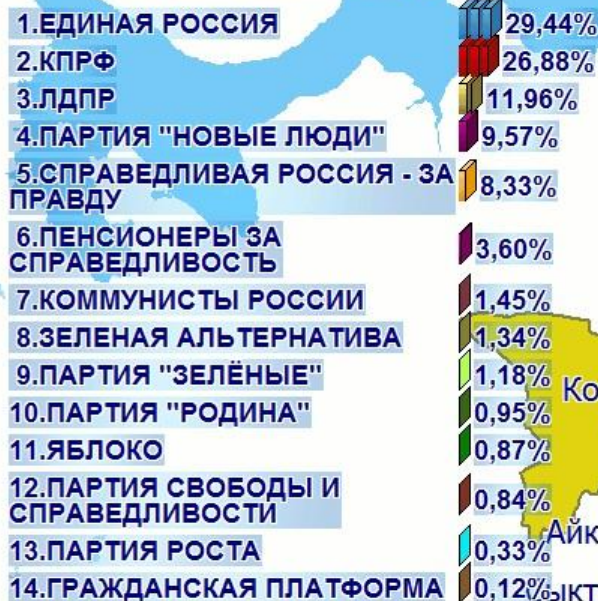 1.ЕДИНАЯ РОССИЯ 29,44%
2.КПРФ 26,88%
3.ЛДПР 11,96%
4.ПАРТИЯ "НОВЫЕ ЛЮДИ" 9,57%
5.СПРАВЕДЛИВАЯ РОССИЯ - ЗА
ПРАВДУ 8,33%
6.ПЕНСИОНЕРЫ ЗА
СПРАВЕДЛИВОСТЬ 3,60%
7.КОММУНИСТЫ РОССИИ 1,45%
8.ЗЕЛЕНАЯ АЛЬТЕРНАТИВА 1,34%
9.ПАРТИЯ "ЗЕЛЁНЫЕ" 1,18%
Ко
10.ПАРТИЯ "РОДИНА" 0,95%
11.ЯБЛОКО 0,87%
12.ПАРТИЯ СВОБОДЫ И
СПРАВЕДЛИВОСТИ 0,84%
Айк
13.ПАРТИЯ РОСТА 0,33%
14.ГРАЖДАНСКАЯ ПЛАТФОРМА 0,12%
ыкт